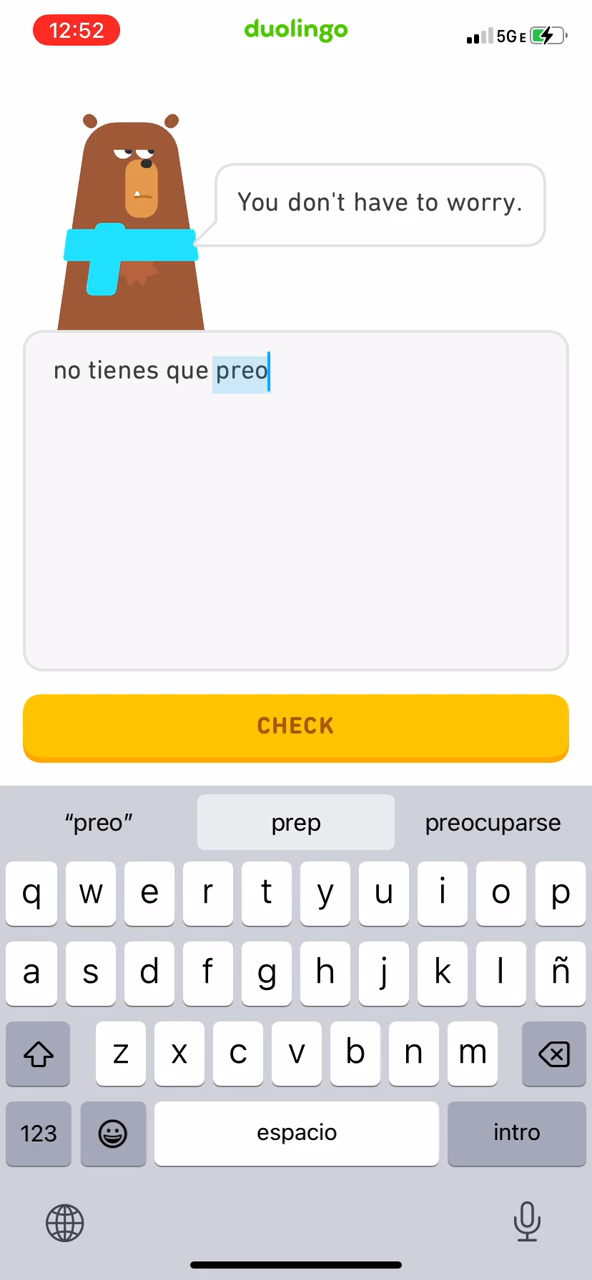 12:52
duolingo
5GE
You don't have to worry.
no tienes que preo
CHECK
“preo” prep preocuparse
q w e r t y u i o p
a s d f g h j k l ñ
z x c v b n m
123 espacio intro